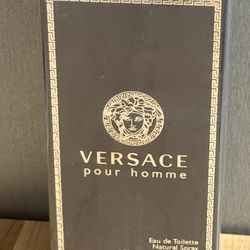 VERSACE
pour homme
Eau de Toilette
Natural Spray